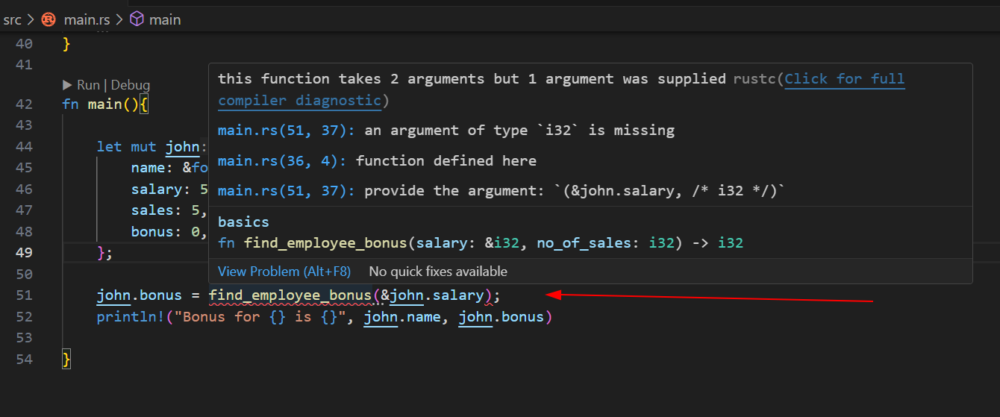 src > main.rs > main
40 }
41
Run | Debug
42 fn main(){
43
44 let mut john:
45 name: &fo
46 salary: 5
47 sales: 5,
48 bonus: 0,
49 };
50
51 john.bonus = find_employee_bonus(&john.salary);
52 println!("Bonus for {} is {}", john.name, john.bonus)
53
54 }
this function takes 2 arguments but 1 argument was supplied rustc(Click for full
compiler diagnostic)
main.rs(51, 37): an argument of type `i32` is missing
main.rs(36, 4): function defined here
main.rs(51, 37): provide the argument: `(&john.salary, /* i32 */)`
basics
fn find_employee_bonus(salary: &i32, no_of_sales: i32) -> i32
View Problem (Alt+F8) No quick fixes available